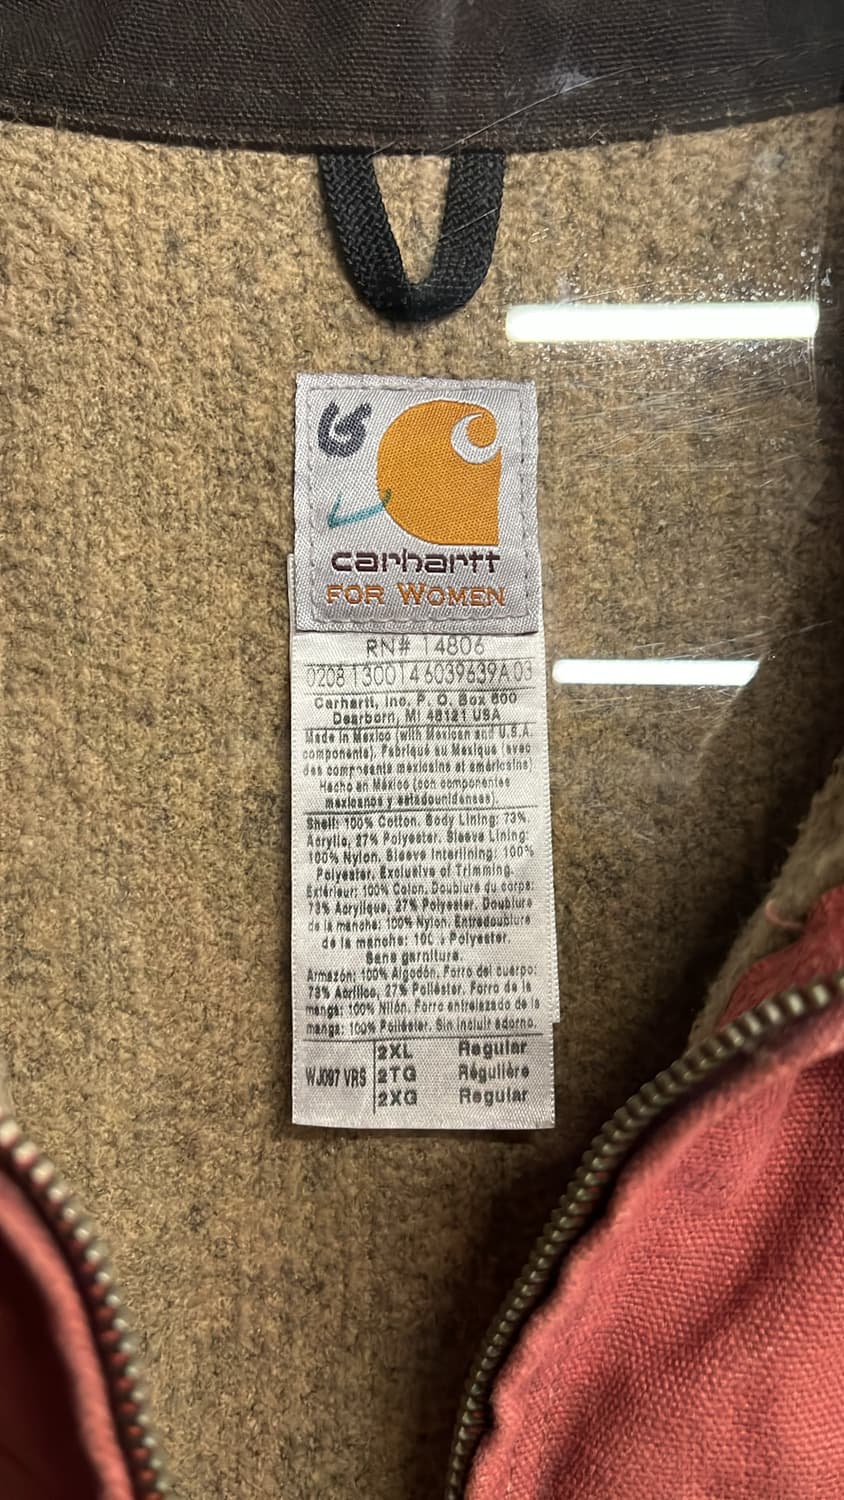 carhartt
FOR WOMEN
RN# 14806
02081300146039639A 03
Carhartt, Inc. P. O. Box 600
Dearborn, MI 48121 USA
Made in Mexico (with Mexican and U.S.A.
components). Fabriqué au Mexique (avec
des composants mexicains et américains)
Hecho en México (con componentes
mexicanos y estadounidenses).
Shell: 100% Cotton. Body Lining: 73%
Acrylic, 27% Polyester. Sleeve Lining:
100% Nylon. Sleeve Interlining: 100%
Polyester. Exclusive of Trimming.
Extérieur: 100% Coton. Doublure du corps:
73% Acrylique, 27% Polyester. Doublure
de la manche: 100% Nylon. Entredoublure
de la manche: 100% Polyester.
Sans garniture.
Armazón: 100% Algodón. Forro del cuerpo:
73% Acrílico, 27% Poliéster. Forro de la
manga: 100% Nilón. Forro entrelazado de la
manga: 100% Poliéster. Sin incluir adorno.
WJ097 VRS
2XL Regular
2TG Régulière
2XG Regular